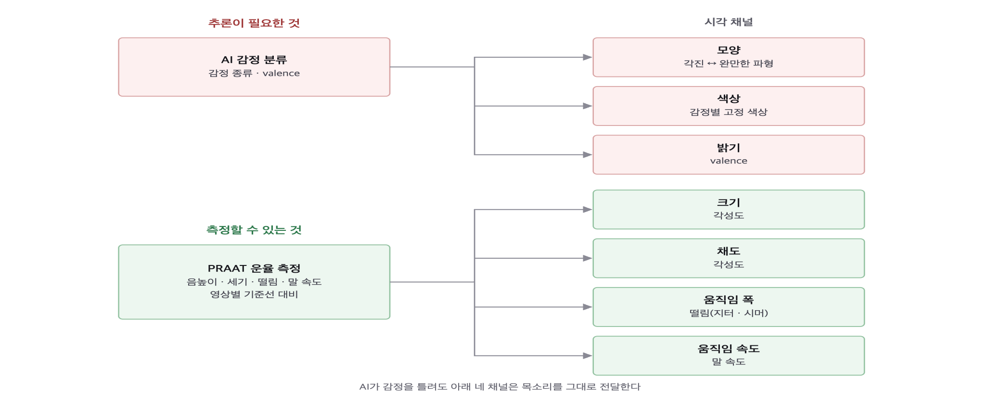 추론이 필요한 것
AI 감정 분류
감정 종류 · valence
측정할 수 있는 것
PRAAT 운율 측정
음높이 · 세기 · 떨림 · 말 속도
영상별 기준선 대비
시각 채널
모양
각진 ↔ 완만한 파형
색상
감정별 고정 색상
밝기
valence
크기
각성도
채도
각성도
움직임 폭
떨림(지터 · 시머)
움직임 속도
말 속도
AI가 감정을 틀려도 아래 네 채널은 목소리를 그대로 전달한다